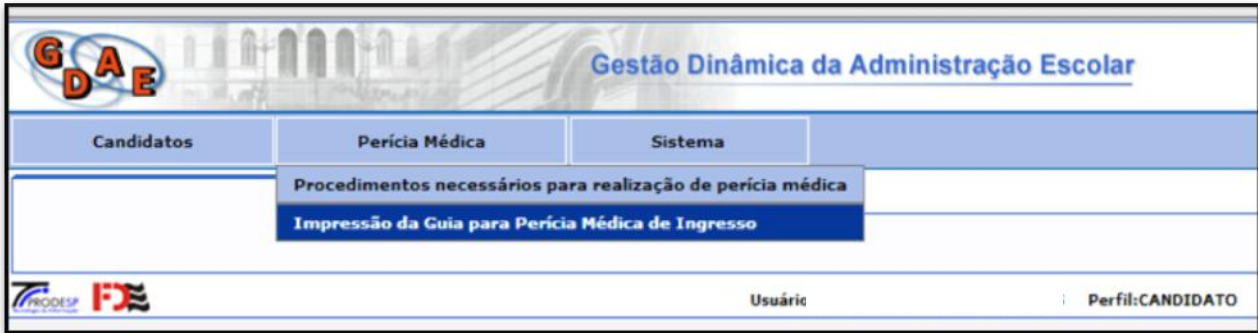 GDAE
Gestão Dinâmica da Administração Escolar
Candidatos Perícia Médica Sistema
Procedimentos necessários para realização de perícia médica
Impressão da Guia para Perícia Médica de Ingresso
PRODESP FDE Usuário Perfil:CANDIDATO